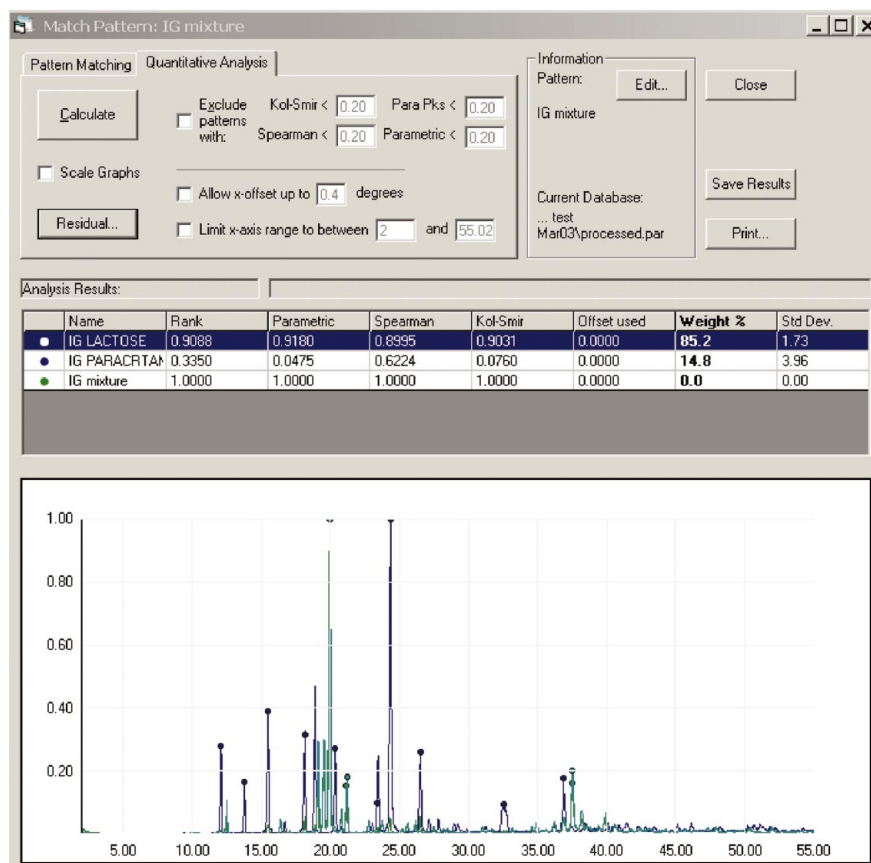 Match Pattern: IG mixture
Pattern Matching Quantitative Analysis
Calculate
Exclude patterns with:
Kol-Smir < 0.20 Para Pks < 0.20
Spearman < 0.20 Parametric < 0.20
Scale Graphs
Allow x-offset up to 0.4 degrees
Residual...
Limit x-axis range to between 2 and 55.02
Information
Pattern: Edit...
IG mixture
Current Database:
... test
Mar03\processed.par
Close
Save Results
Print...
Analysis Results:
Name Rank Parametric Spearman Kol-Smir Offset used Weight % Std Dev.
IG LACTOSE 0.9088 0.9180 0.8995 0.9031 0.0000 85.2 1.73
IG PARACRTAN 0.3350 0.0475 0.6224 0.0760 0.0000 14.8 3.96
IG mixture 1.0000 1.0000 1.0000 1.0000 0.0000 0.0 0.00
1.00
0.80
0.60
0.40
0.20
5.00 10.00 15.00 20.00 25.00 30.00 35.00 40.00 45.00 50.00 55.00